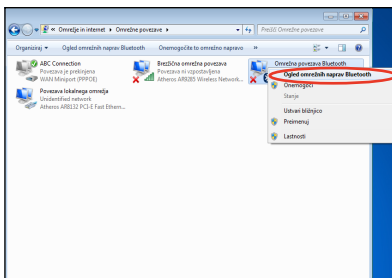 « Omrežje in internet ▸ Omrežne povezave ▸
Preišči: Omrežne povezave
Organiziraj ▾ Ogled omrežnih naprav Bluetooth Onemogočite to omrežno napravo »
ABC Connection
Povezava je prekinjena
WAN Miniport (PPPOE)
Brezžična omrežna povezava
Povezava ni vzpostavljena
Atheros AR9285 Wireless Network...
Omrežna povezava Bluetooth
Povezava lokalnega omrežja
Unidentified network
Atheros AR8132 PCI-E Fast Ethern...
Ogled omrežnih naprav Bluetooth
Onemogoči
Stanje
Ustvari bližnjico
Preimenuj
Lastnosti